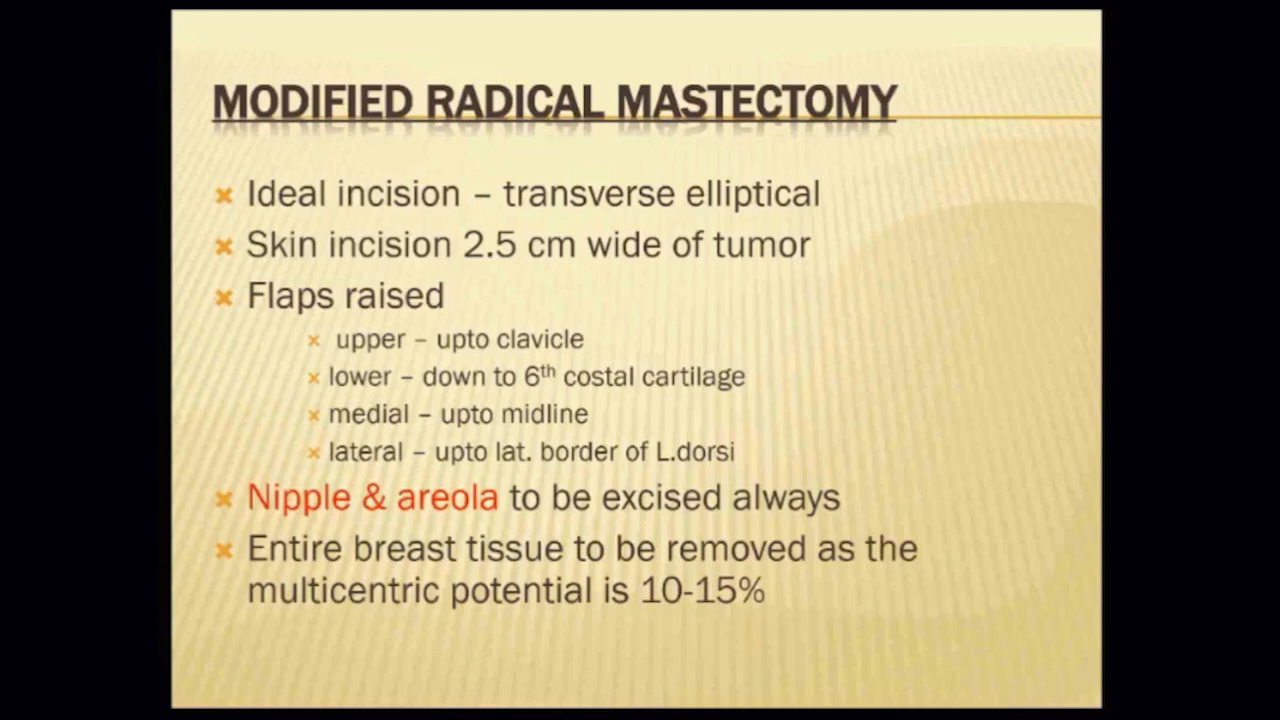 MODIFIED RADICAL MASTECTOMY
Ideal incision – transverse elliptical
Skin incision 2.5 cm wide of tumor
Flaps raised
upper – upto clavicle
lower – down to 6th costal cartilage
medial – upto midline
lateral – upto lat. border of L.dorsi
Nipple & areola to be excised always
Entire breast tissue to be removed as the
multicentric potential is 10-15%